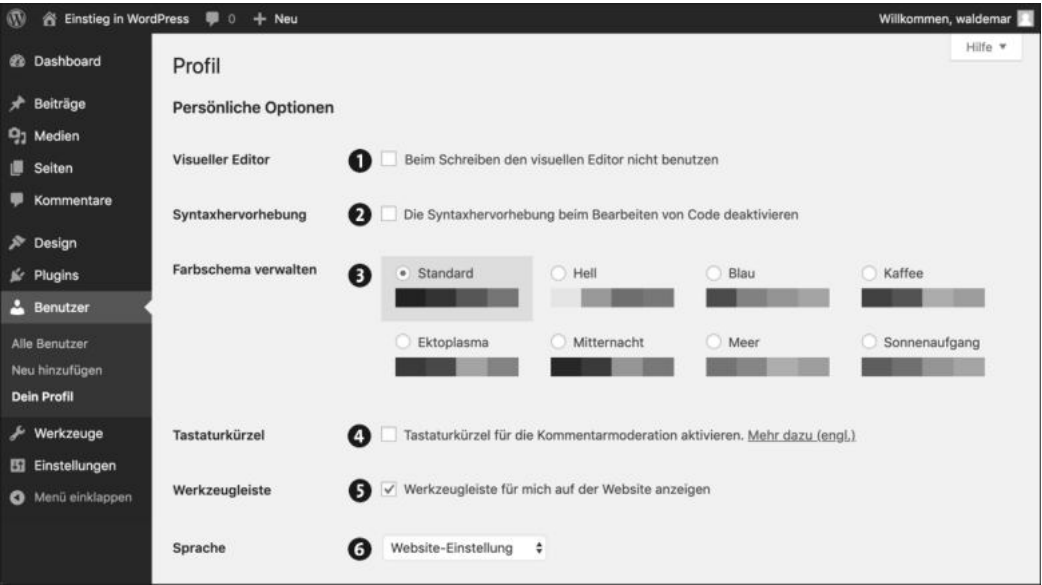 Einstieg in WordPress 0 + Neu Willkommen, waldemar
Hilfe ▼
Dashboard
Beiträge
Medien
Seiten
Kommentare
Design
Plugins
Benutzer
Alle Benutzer
Neu hinzufügen
Dein Profil
Werkzeuge
Einstellungen
Menü einklappen
Profil
Persönliche Optionen
Visueller Editor 1 Beim Schreiben den visuellen Editor nicht benutzen
Syntaxhervorhebung 2 Die Syntaxhervorhebung beim Bearbeiten von Code deaktivieren
Farbschema verwalten 3 Standard Hell Blau Kaffee
Ektoplasma Mitternacht Meer Sonnenaufgang
Tastaturkürzel 4 Tastaturkürzel für die Kommentarmoderation aktivieren. Mehr dazu (engl.)
Werkzeugleiste 5 Werkzeugleiste für mich auf der Website anzeigen
Sprache 6 Website-Einstellung